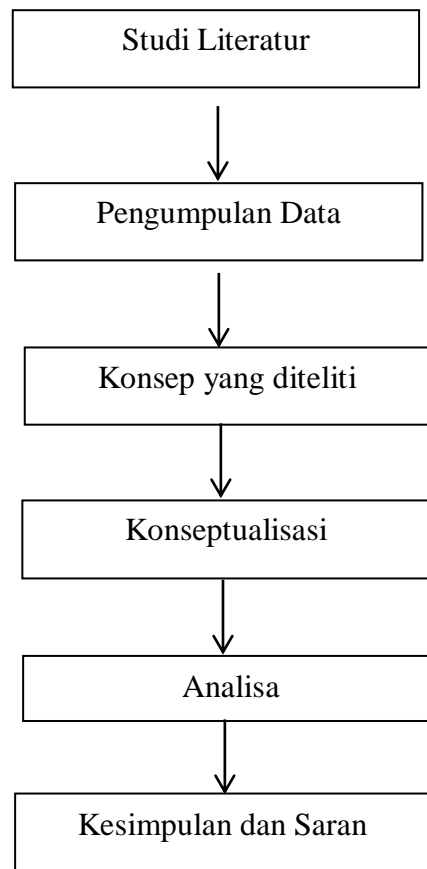 Studi Literatur
Pengumpulan Data
Konsep yang diteliti
Konseptualisasi
Analisa
Kesimpulan dan Saran